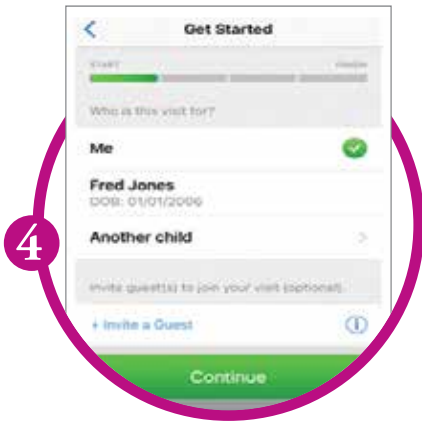 Get Started
START FINISH
Who is this visit for?
Me
Fred Jones
DOB: 01/01/2006
Another child
Invite guest(s) to join your visit (optional)
+ Invite a Guest
Continue
4